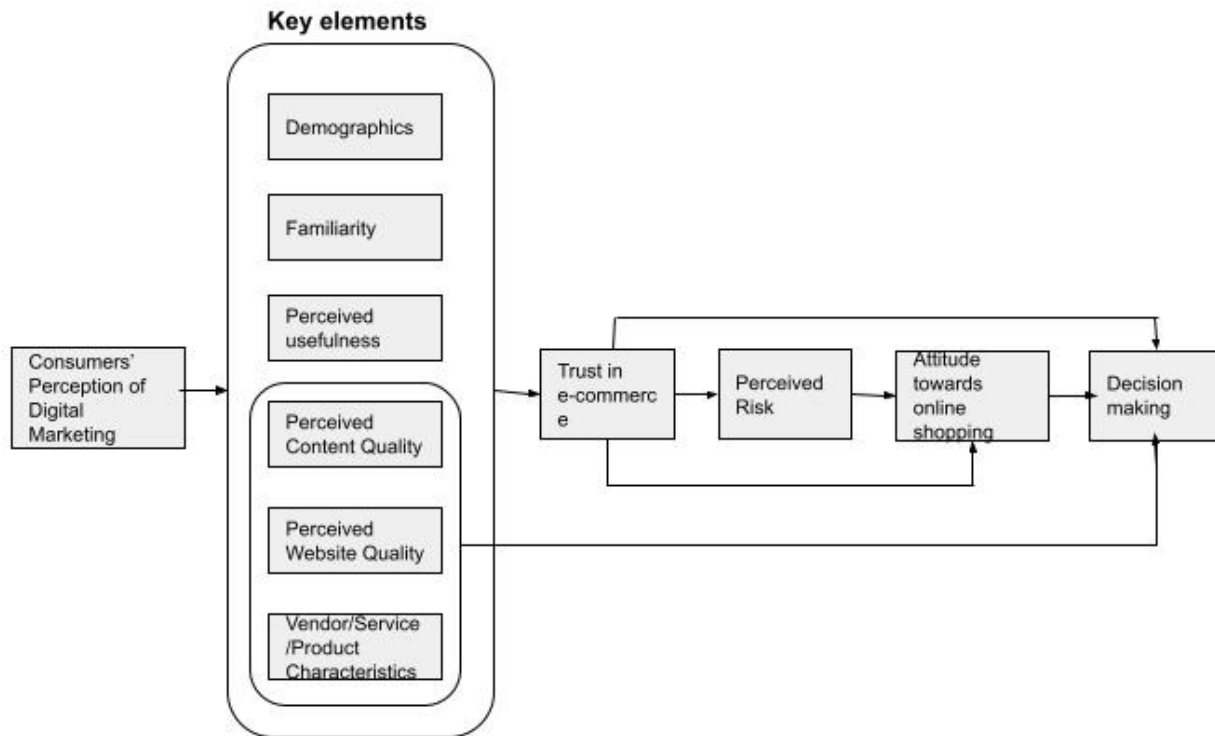 Key elements
Demographics
Familiarity
Perceived
usefulness
Consumers’
Perception of
Digital
Marketing
Perceived
Content Quality
Perceived
Website Quality
Vendor/Service
/Product
Characteristics
Trust in
e-commerc
e
Perceived
Risk
Attitude
towards
online
shopping
Decision
making